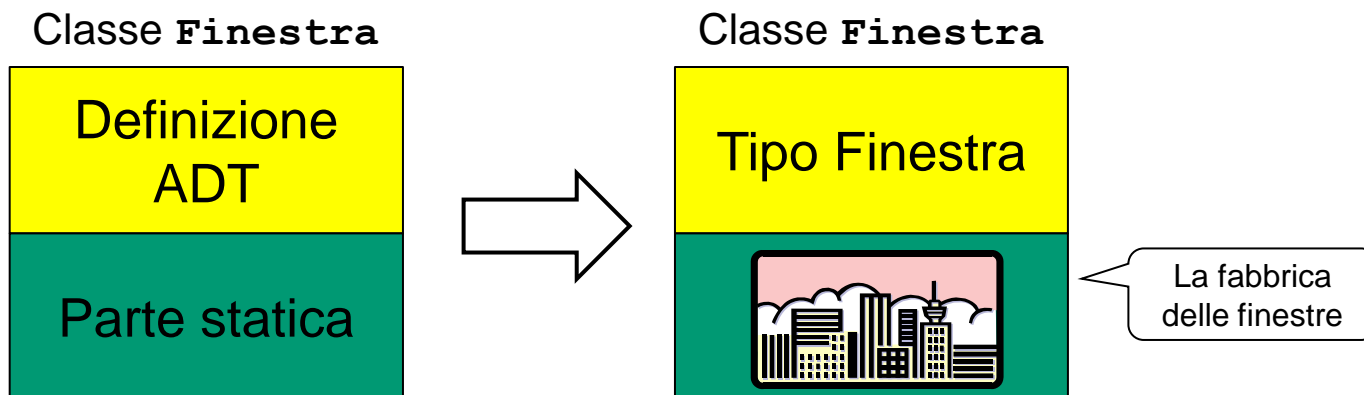 Classe Finestra
Definizione
ADT
Parte statica
Classe Finestra
Tipo Finestra
La fabbrica
delle finestre